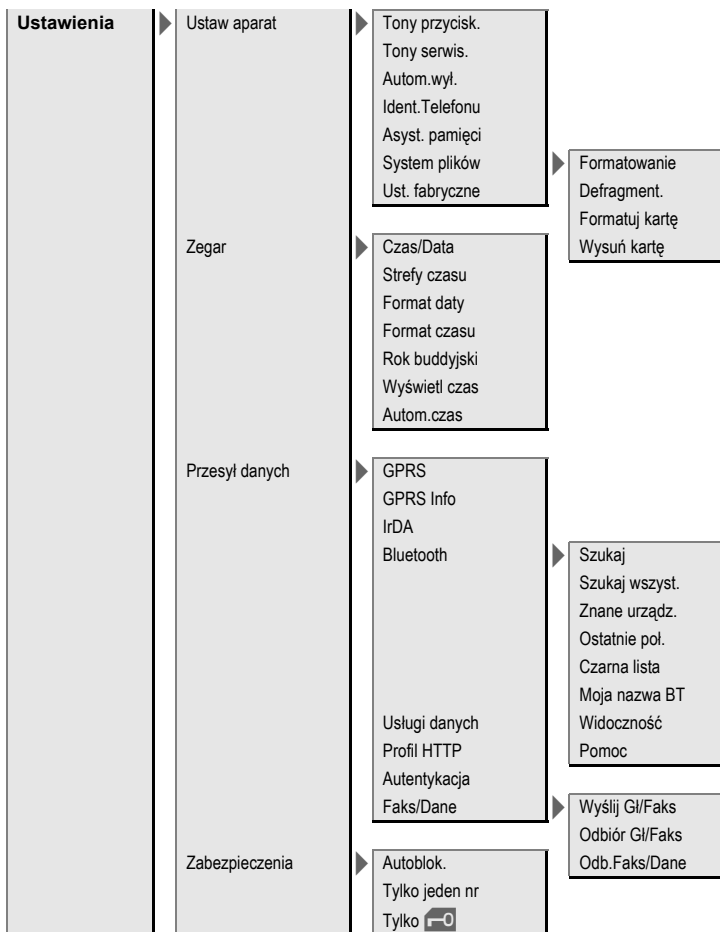 Ustawienia
Ustaw aparat
Tony przycisk.
Tony serwis.
Autom.wył.
Ident.Telefonu
Asyst. pamięci
System plików
Formatowanie
Defragment.
Formatuj kartę
Wysuń kartę
Ust. fabryczne
Zegar
Czas/Data
Strefy czasu
Format daty
Format czasu
Rok buddyjski
Wyświetl czas
Autom.czas
Przesył danych
GPRS
GPRS Info
IrDA
Bluetooth
Szukaj
Szukaj wszyst.
Znane urządz.
Ostatnie poł.
Czarna lista
Moja nazwa BT
Widoczność
Pomoc
Usługi danych
Profil HTTP
Autentykacja
Faks/Dane
Wyślij Gł/Faks
Odbiór Gł/Faks
Odb.Faks/Dane
Zabezpieczenia
Autoblok.
Tylko jeden nr
Tylko